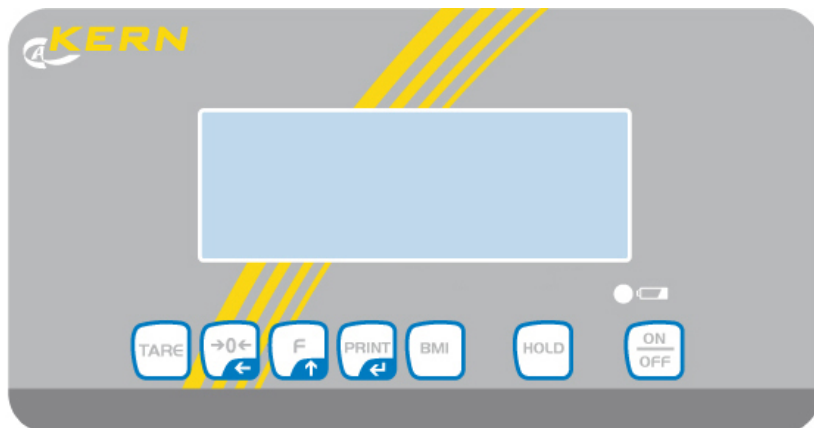 KERN
TARE →0← F PRINT BMI HOLD ON
OFF